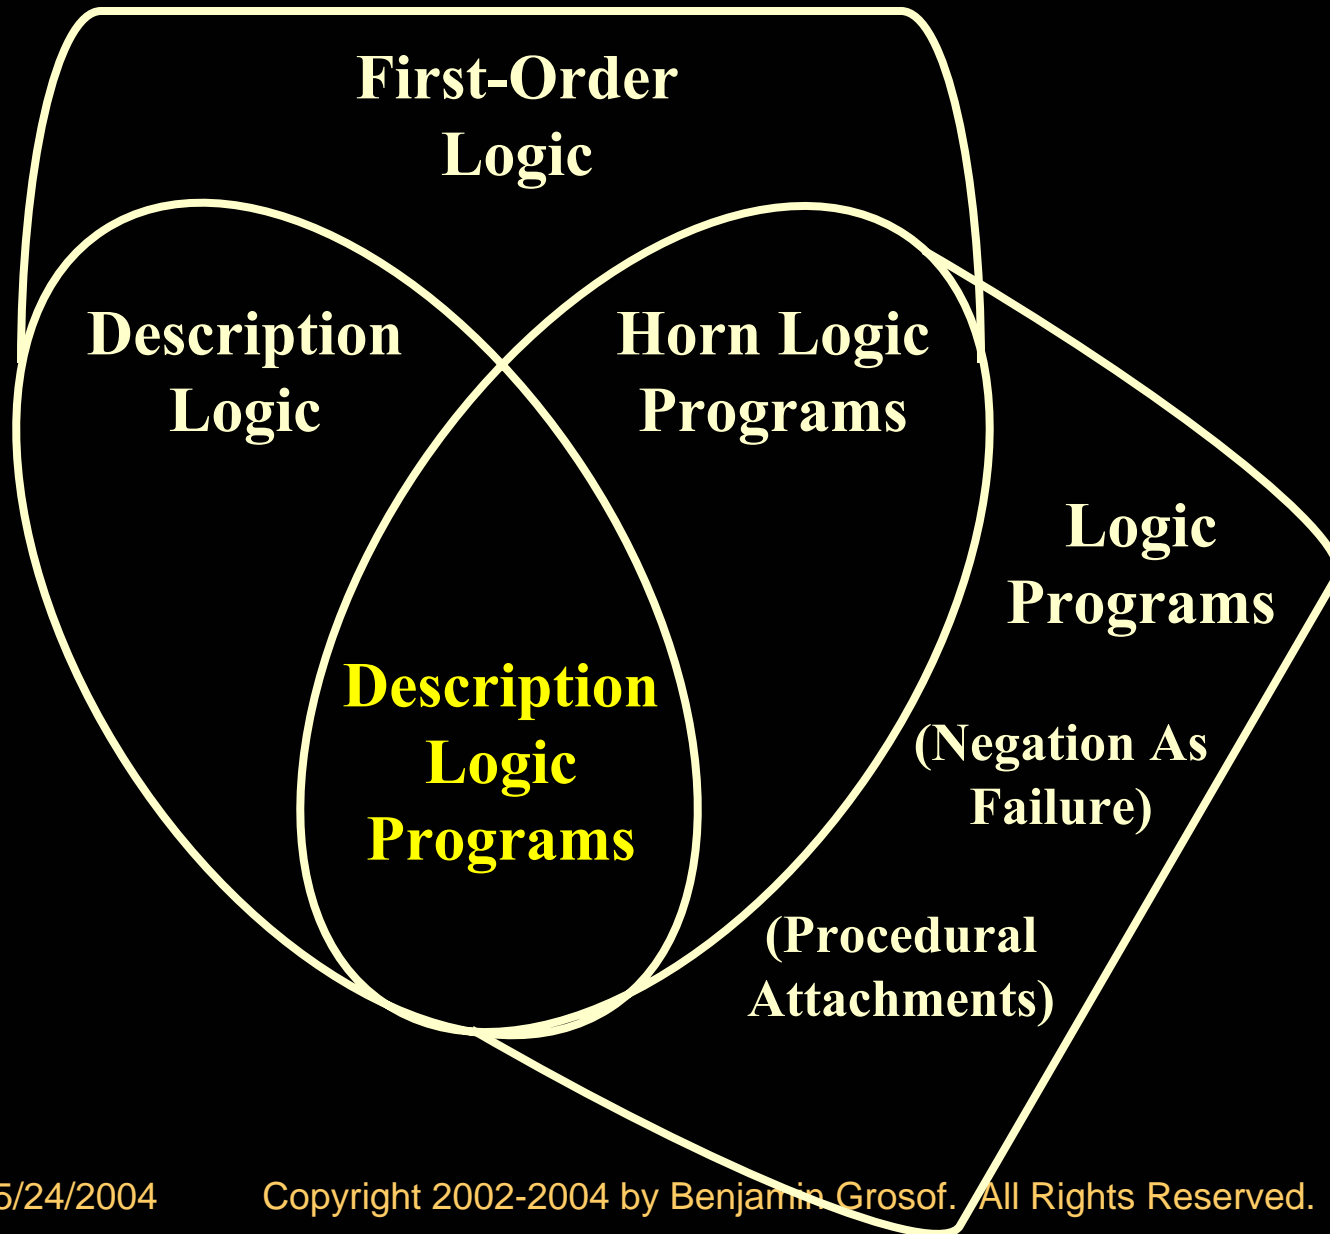 First-Order
Logic
Description
Logic
Horn Logic
Programs
Logic
Programs
Description
Logic
Programs
(Negation As
Failure)
(Procedural
Attachments)
5/24/2004
Copyright 2002-2004 by Benjamin Grosof. All Rights Reserved.